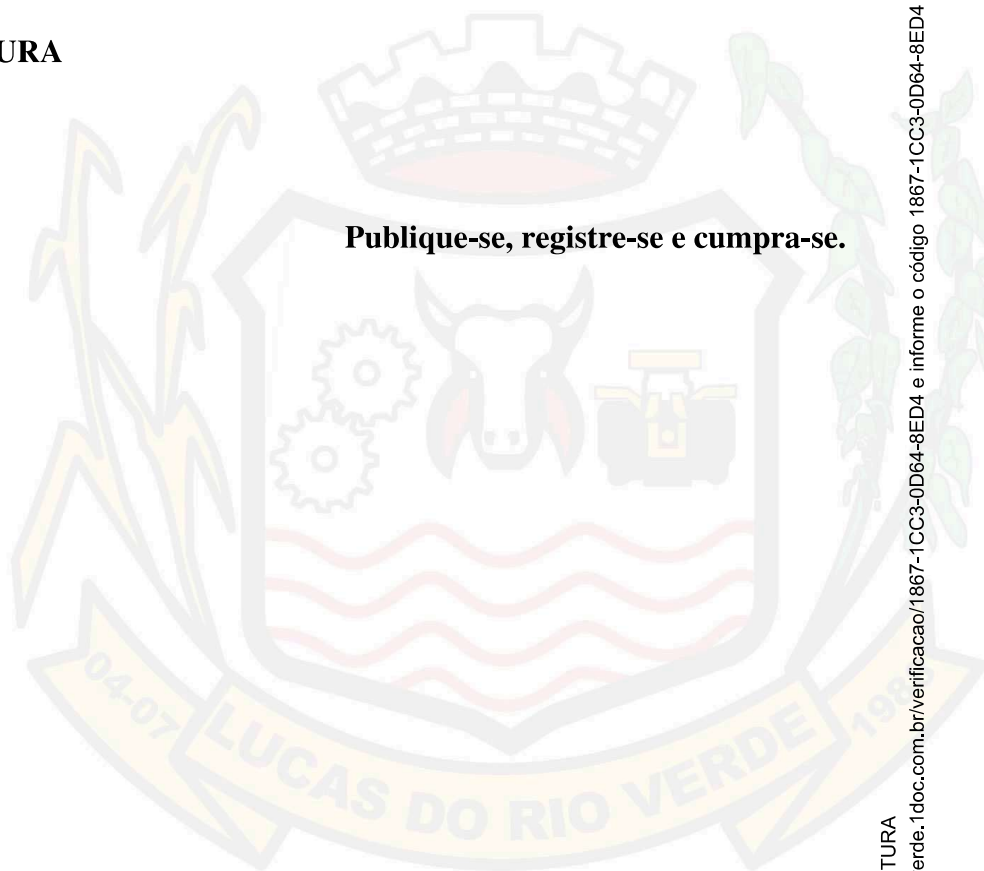 URA
Publique-se, registre-se e cumpra-se.
04-07
LUCAS DO RIO VERDE
1988
TURA
erde.1doc.com.br/verificacao/1867-1CC3-0D64-8ED4 e informe o código 1867-1CC3-0D64-8ED4